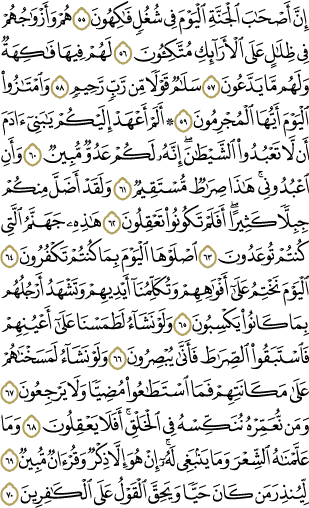 إِنَّ أَصْحَٰبَ ٱلْجَنَّةِ ٱلْيَوْمَ فِى شُغُلٍ فَٰكِهُونَ ٥٥ هُمْ وَأَزْوَٰجُهُمْ
فِى ظِلَٰلٍ عَلَى ٱلْأَرَآئِكِ مُتَّكِـُٔونَ ٥٦ لَهُمْ فِيهَا فَٰكِهَةٌ
وَلَهُم مَّا يَدَّعُونَ ٥٧ سَلَٰمٌ قَوْلًا مِّن رَّبٍّ رَّحِيمٍ ٥٨ وَٱمْتَٰزُوا۟
ٱلْيَوْمَ أَيُّهَا ٱلْمُجْرِمُونَ ٥٩ ۞ أَلَمْ أَعْهَدْ إِلَيْكُمْ يَٰبَنِىٓ ءَادَمَ
أَن لَّا تَعْبُدُوا۟ ٱلشَّيْطَٰنَ ۖ إِنَّهُۥ لَكُمْ عَدُوٌّ مُّبِينٌ ٦٠ وَأَنِ
ٱعْبُدُونِى ۚ هَٰذَا صِرَٰطٌ مُّسْتَقِيمٌ ٦١ وَلَقَدْ أَضَلَّ مِنكُمْ
جِبِلًّا كَثِيرًا ۖ أَفَلَمْ تَكُونُوا۟ تَعْقِلُونَ ٦٢ هَٰذِهِۦ جَهَنَّمُ ٱلَّتِى
كُنتُمْ تُوعَدُونَ ٦٣ ٱصْلَوْهَا ٱلْيَوْمَ بِمَا كُنتُمْ تَكْفُرُونَ ٦٤
ٱلْيَوْمَ نَخْتِمُ عَلَىٰٓ أَفْوَٰهِهِمْ وَتُكَلِّمُنَآ أَيْدِيهِمْ وَتَشْهَدُ أَرْجُلُهُم
بِمَا كَانُوا۟ يَكْسِبُونَ ٦٥ وَلَوْ نَشَآءُ لَطَمَسْنَا عَلَىٰٓ أَعْيُنِهِمْ
فَٱسْتَبَقُوا۟ ٱلصِّرَٰطَ فَأَنَّىٰ يُبْصِرُونَ ٦٦ وَلَوْ نَشَآءُ لَمَسَخْنَٰهُمْ
عَلَىٰ مَكَانَتِهِمْ فَمَا ٱسْتَطَٰعُوا۟ مُضِيًّا وَلَا يَرْجِعُونَ ٦٧
وَمَن نُّعَمِّرْهُ نُنَكِّسْهُ فِى ٱلْخَلْقِ ۖ أَفَلَا يَعْقِلُونَ ٦٨ وَمَا
عَلَّمْنَٰهُ ٱلشِّعْرَ وَمَا يَنۢبَغِى لَهُۥٓ ۚ إِنْ هُوَ إِلَّا ذِكْرٌ وَقُرْءَانٌ مُّبِينٌ ٦٩
لِّيُنذِرَ مَن كَانَ حَيًّا وَيَحِقَّ ٱلْقَوْلُ عَلَى ٱلْكَٰفِرِينَ ٧٠